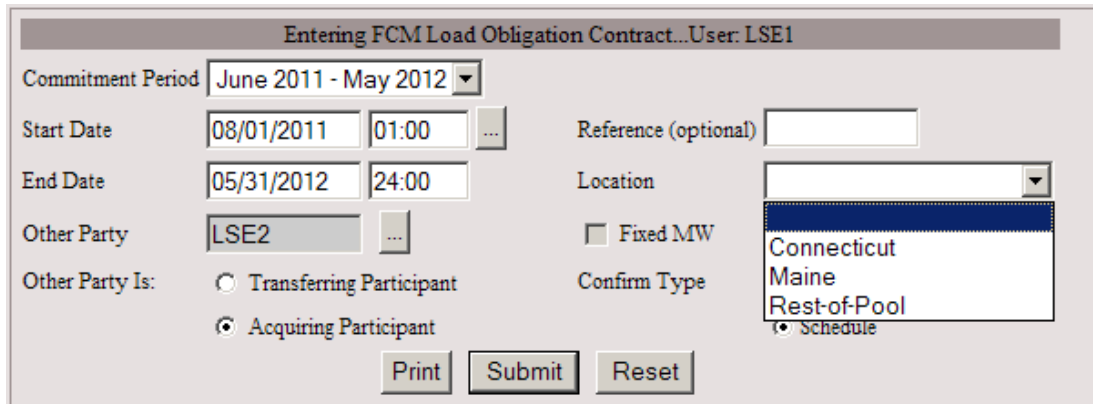 Entering FCM Load Obligation Contract...User: LSE1
Commitment Period June 2011 - May 2012
Start Date 08/01/2011 01:00 ... Reference (optional)
End Date 05/31/2012 24:00 Location
Other Party LSE2 ... Fixed MW
Connecticut
Maine
Rest-of-Pool
Other Party Is: Transferring Participant Confirm Type
Acquiring Participant Schedule
Print Submit Reset